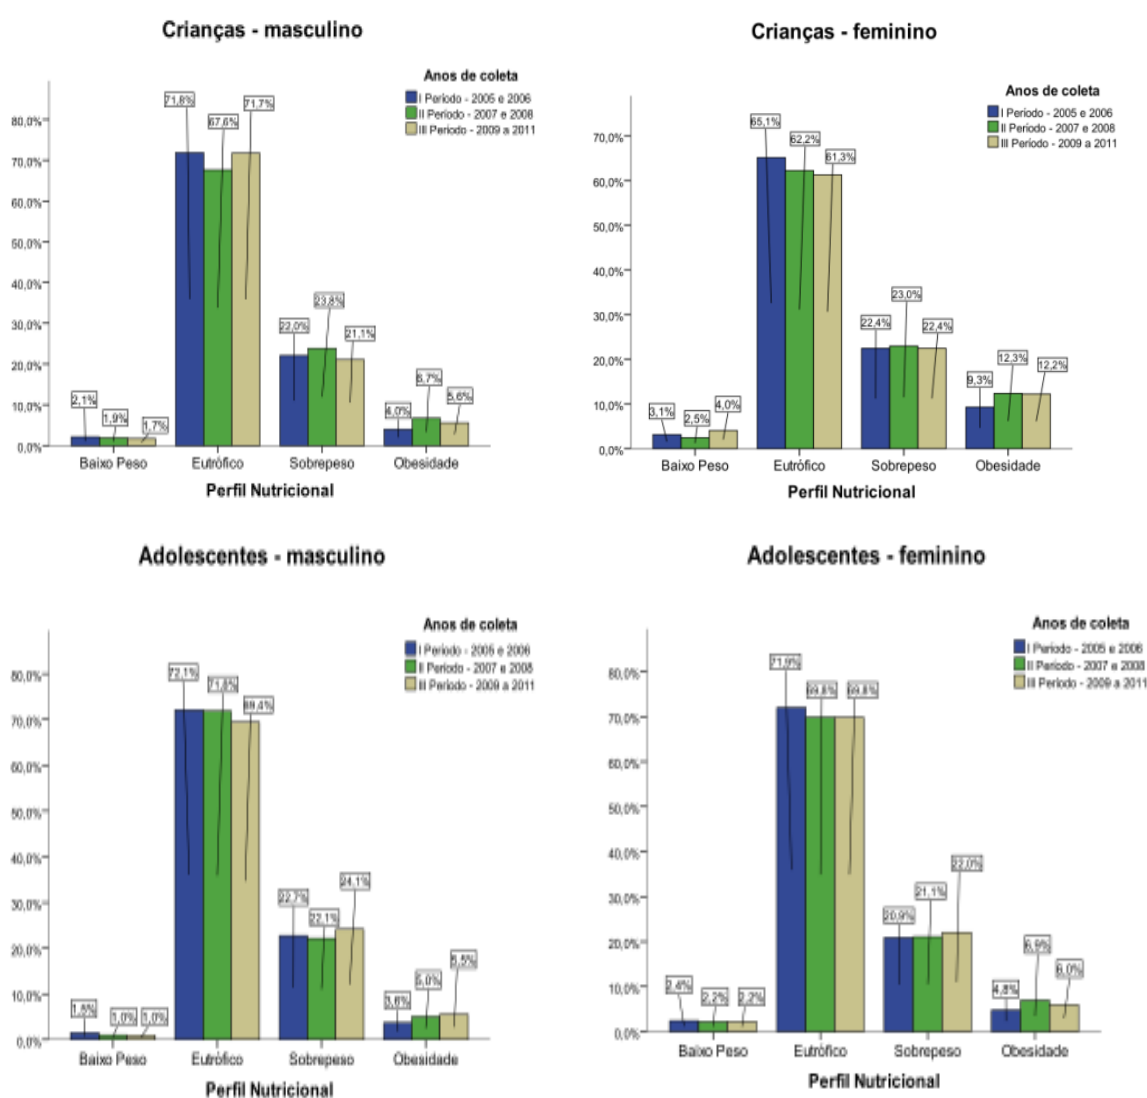 Crianças - masculino
Anos de coleta
I Período - 2005 e 2006
II Período - 2007 e 2008
III Período - 2009 a 2011
80,0%
70,0%
60,0%
50,0%
40,0%
30,0%
20,0%
10,0%
0,0%
2,1%
1,9%
1,7%
71,8%
67,6%
71,7%
22,0%
23,8%
21,1%
4,0%
6,7%
5,6%
Baixo Peso
Eutrófico
Sobrepeso
Obesidade
Perfil Nutricional
Crianças - feminino
Anos de coleta
I Período - 2005 e 2006
II Período - 2007 e 2008
III Período - 2009 a 2011
70,0%
60,0%
50,0%
40,0%
30,0%
20,0%
10,0%
0,0%
3,1%
2,5%
4,0%
65,1%
62,2%
61,3%
22,4%
23,0%
22,4%
9,3%
12,3%
12,2%
Baixo Peso
Eutrófico
Sobrepeso
Obesidade
Perfil Nutricional
Adolescentes - masculino
Anos de coleta
I Período - 2005 e 2006
II Período - 2007 e 2008
III Período - 2009 a 2011
80,0%
70,0%
60,0%
50,0%
40,0%
30,0%
20,0%
10,0%
0,0%
1,0%
1,0%
72,1%
71,8%
69,4%
22,7%
22,1%
24,1%
3,6%
5,0%
5,5%
Baixo Peso
Eutrófico
Sobrepeso
Obesidade
Perfil Nutricional
Adolescentes - feminino
Anos de coleta
I Período - 2005 e 2006
II Período - 2007 e 2008
III Período - 2009 a 2011
80,0%
70,0%
60,0%
50,0%
40,0%
30,0%
20,0%
10,0%
0,0%
2,4%
2,2%
2,2%
71,9%
69,8%
69,8%
20,9%
21,1%
22,0%
4,8%
6,9%
6,0%
Baixo Peso
Eutrófico
Sobrepeso
Obesidade
Perfil Nutricional